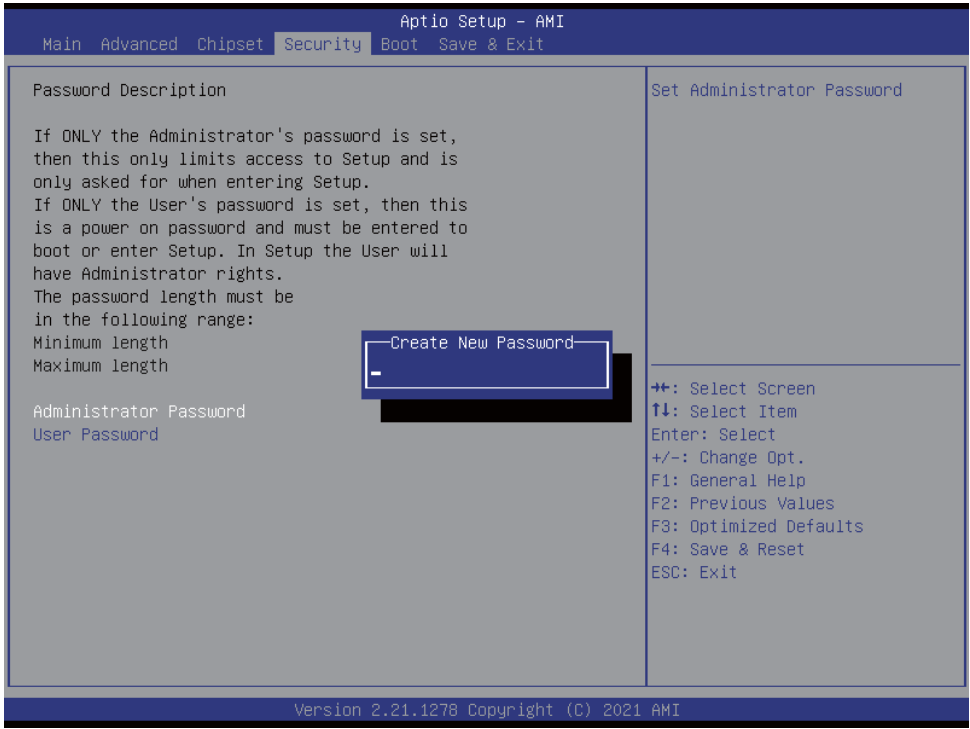 Aptio Setup – AMI
Main Advanced Chipset Security Boot Save & Exit
Password Description
Set Administrator Password
If ONLY the Administrator's password is set,
then this only limits access to Setup and is
only asked for when entering Setup.
If ONLY the User's password is set, then this
is a power on password and must be entered to
boot or enter Setup. In Setup the User will
have Administrator rights.
The password length must be
in the following range:
Minimum length
Maximum length
Create New Password
Administrator Password
User Password
→←: Select Screen
↑↓: Select Item
Enter: Select
+/-: Change Opt.
F1: General Help
F2: Previous Values
F3: Optimized Defaults
F4: Save & Reset
ESC: Exit
Version 2.21.1278 Copyright (C) 2021 AMI